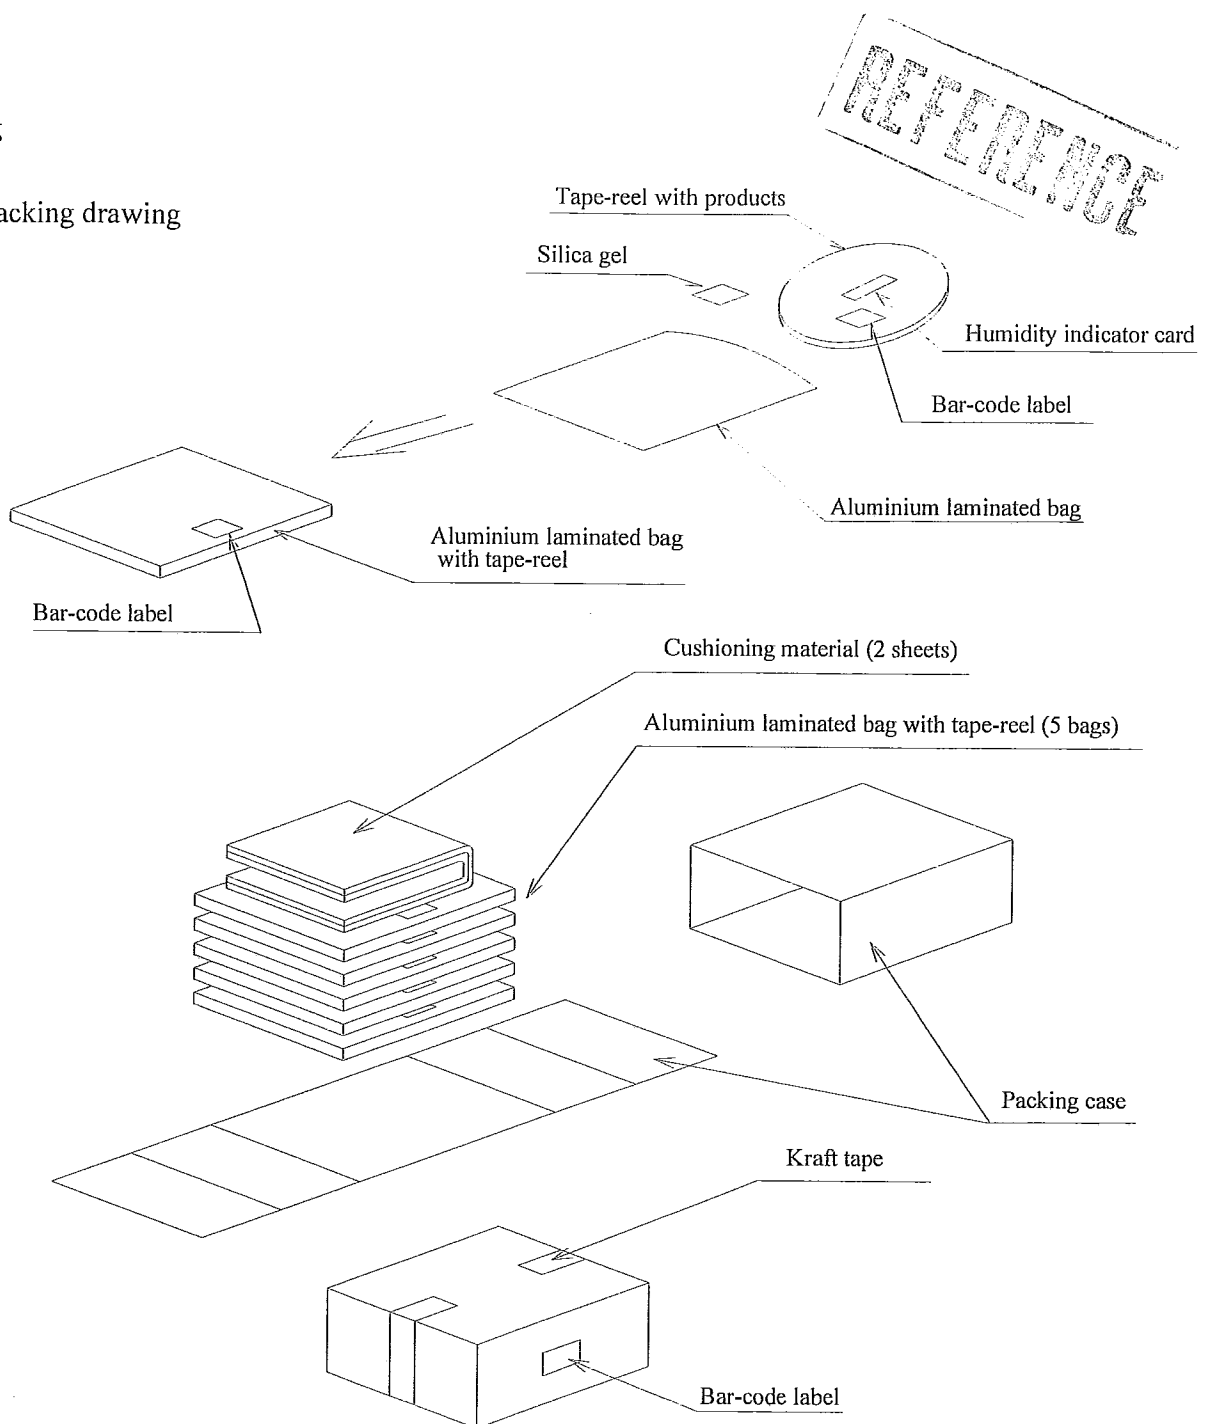 REFERENCE
acking drawing
Tape-reel with products
Silica gel
Humidity indicator card
Bar-code label
Aluminium laminated bag
Aluminium laminated bag
with tape-reel
Bar-code label
Cushioning material (2 sheets)
Aluminium laminated bag with tape-reel (5 bags)
Packing case
Kraft tape
Bar-code label